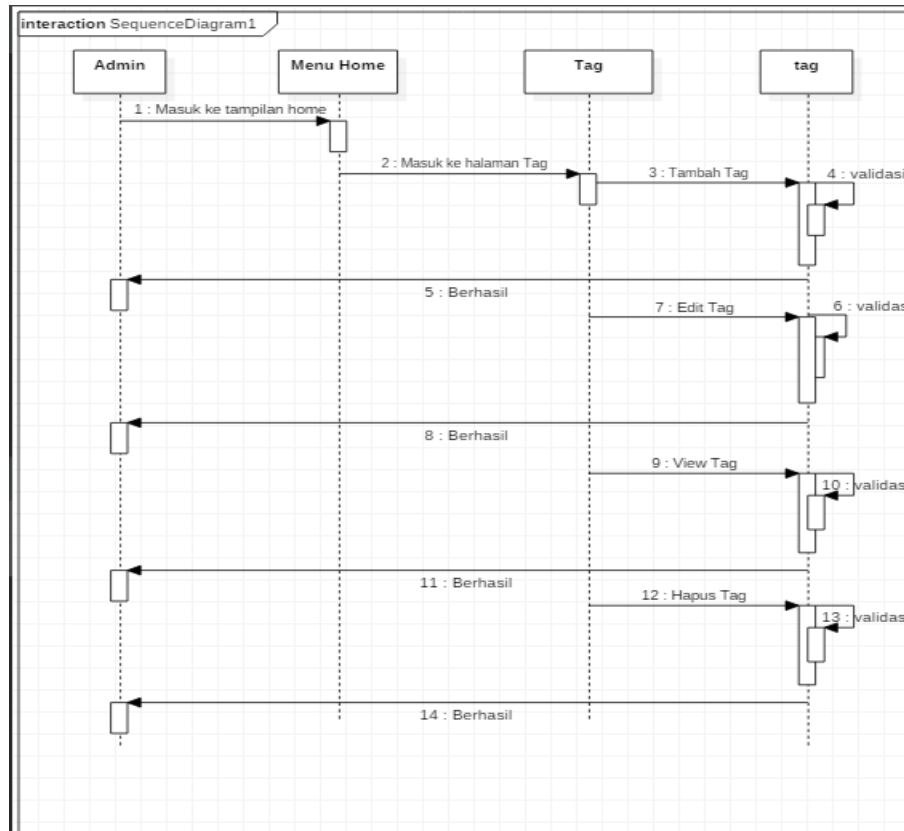 interaction SequenceDiagram1
Admin
Menu Home
Tag
tag
1 : Masuk ke tampilan home
2 : Masuk ke halaman Tag
3 : Tambah Tag
4 : validasi
5 : Berhasil
6 : validas
7 : Edit Tag
8 : Berhasil
9 : View Tag
10 : validas
11 : Berhasil
12 : Hapus Tag
13 : validas
14 : Berhasil